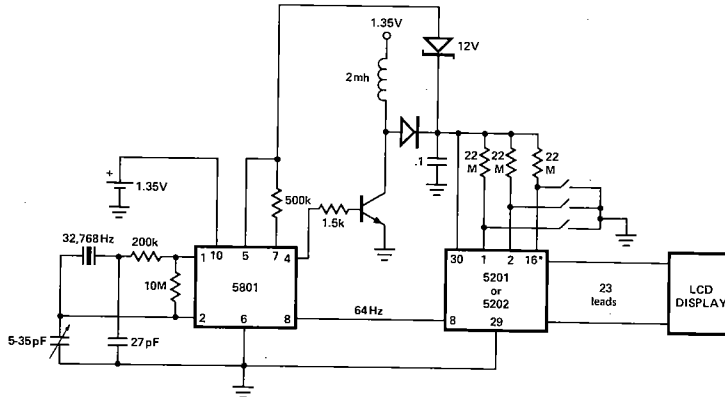 1.35V
12V
2mh
.1
22
M
22
M
22
M
+
1.35V
500k
1.5k
32,768Hz
200k
10M
1
10
5
7
4
5801
2
6
8
64Hz
30
1
2
16*
5201
or
5202
8
29
23
leads
LCD
DISPLAY
5-35pF
27pF